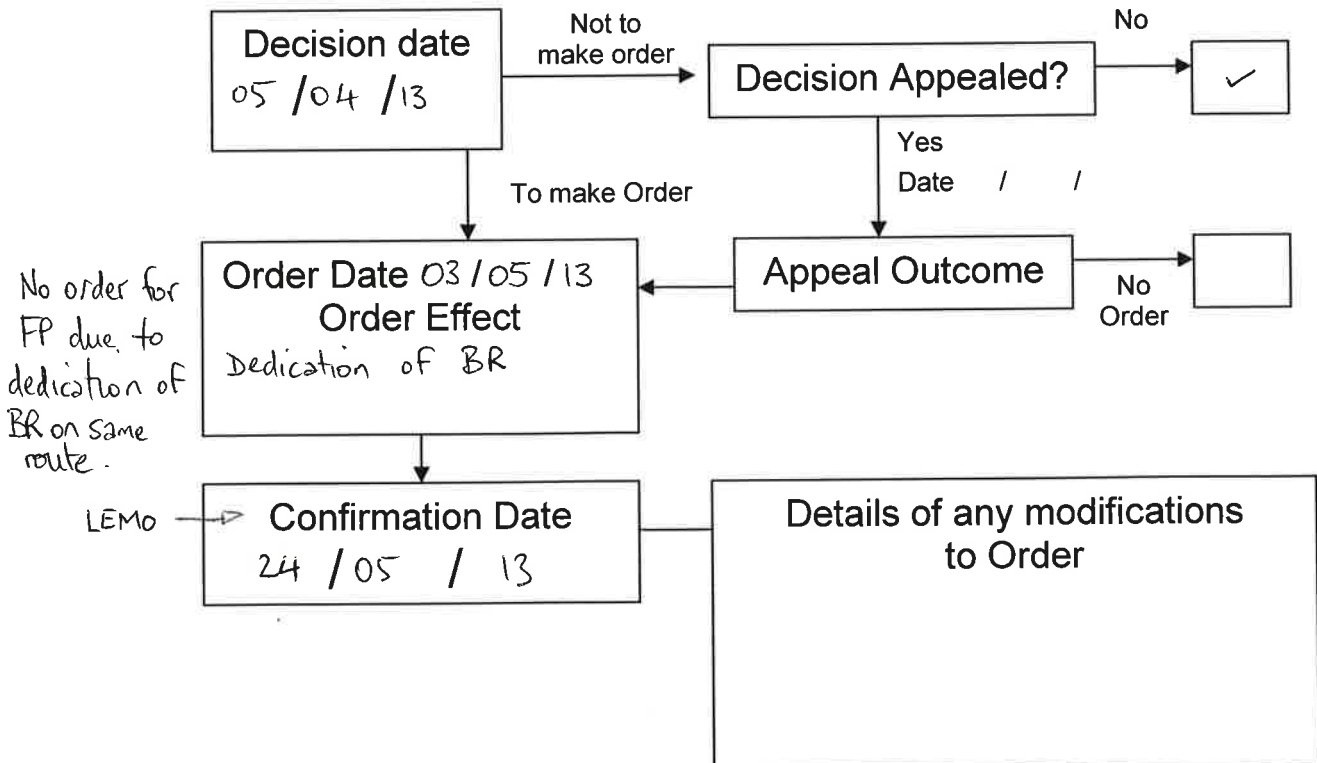 Decision date
05 / 04 / 13
Not to
make order
Decision Appealed?
No
✓
Yes
Date / /
To make Order
Order Date 03 / 05 / 13
Order Effect
Dedication of BR
Appeal Outcome
No
Order
No order for
FP due to
dedication of
BR on same
route.
LEMO
Confirmation Date
24 / 05 / 13
Details of any modifications
to Order